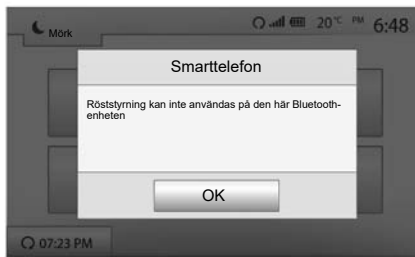 Mörk
20°C PM 6:48
Smarttelefon
Röststyrning kan inte användas på den här Bluetooth-
enheten
OK
07:23 PM